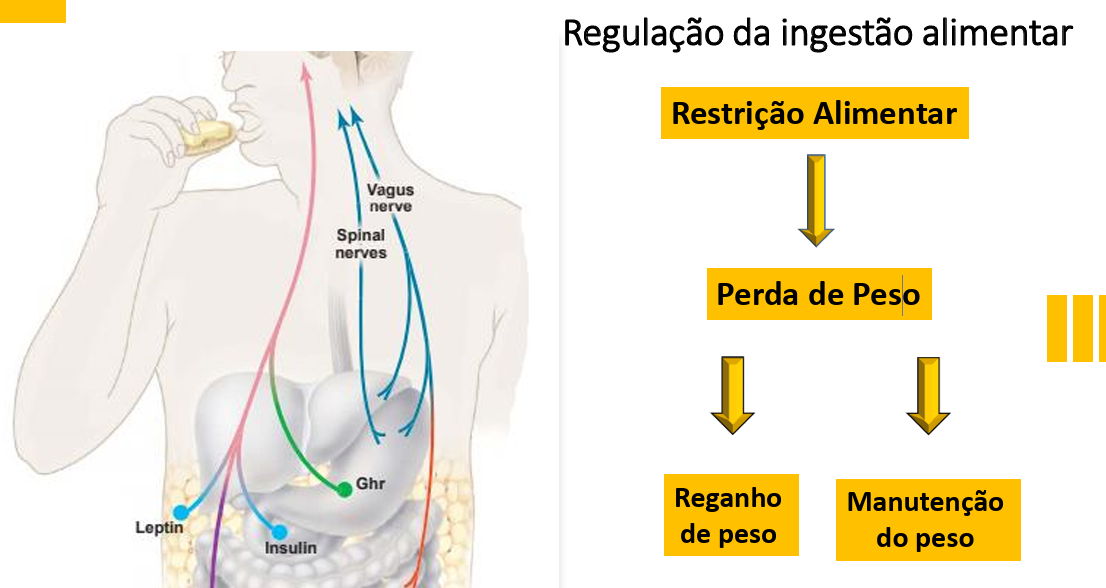 Regulação da ingestão alimentar
Restrição Alimentar
Perda de Peso
Reganho
de peso
Manutenção
do peso
Vagus
nerve
Spinal
nerves
Ghr
Leptin
Insulin